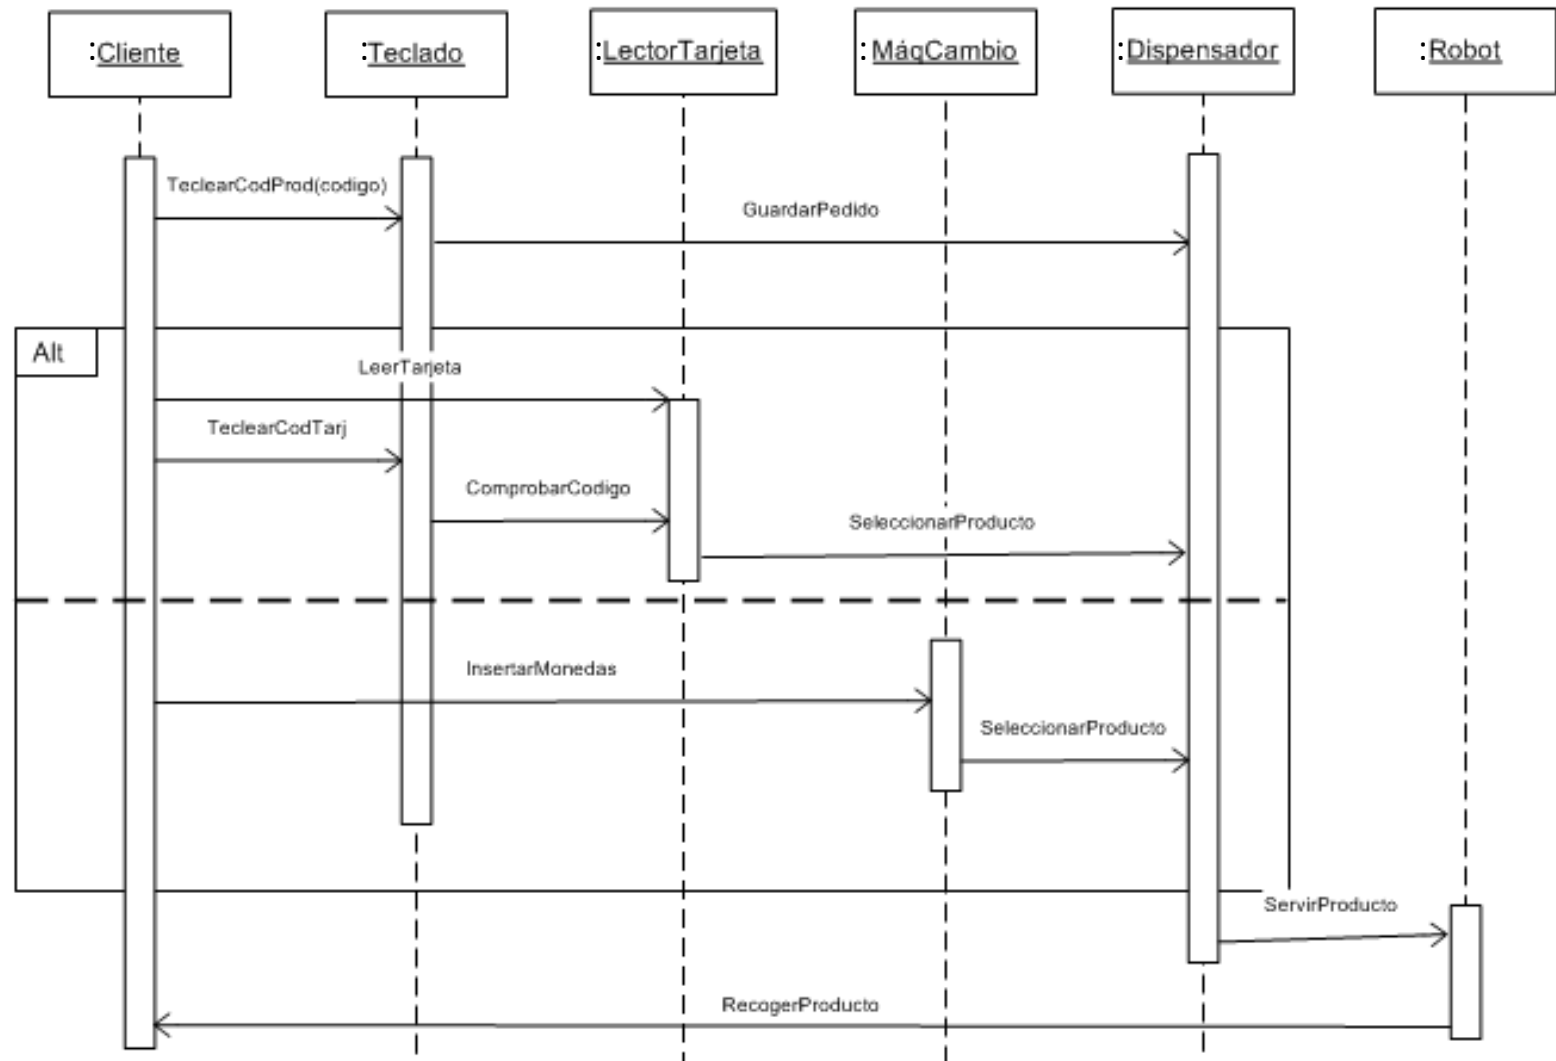 :Cliente
:Teclado
:LectorTarjeta
:MáqCambio
:Dispensador
:Robot
TeclearCodProd(codigo)
GuardarPedido
Alt
LeerTarjeta
TeclearCodTarj
ComprobarCodigo
SeleccionarProducto
InsertarMonedas
SeleccionarProducto
ServirProducto
RecogerProducto